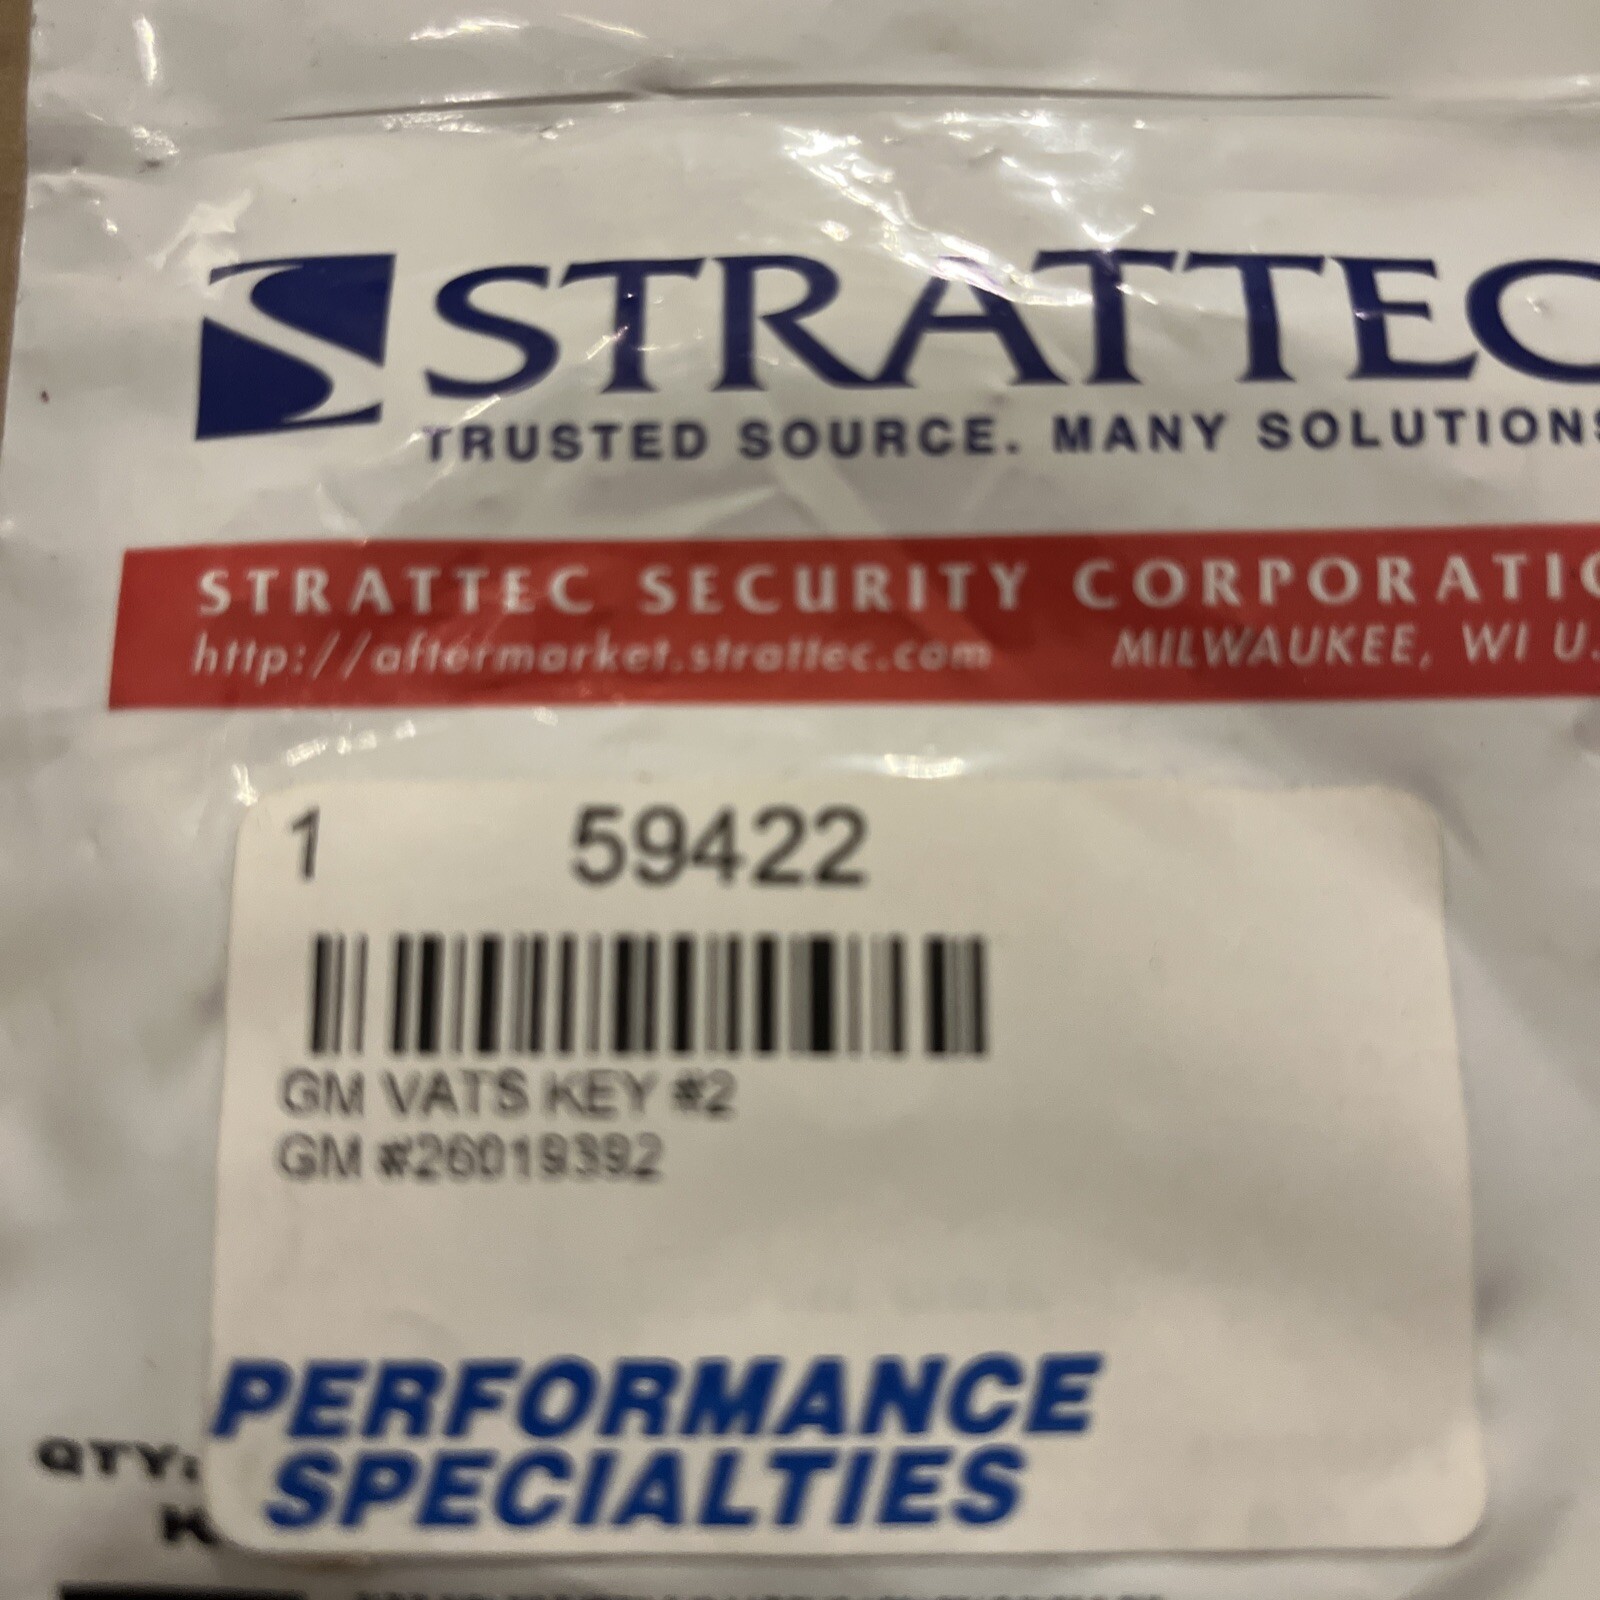 STRATTEC
TRUSTED SOURCE. MANY SOLUTIONS
STRATTEC SECURITY CORPORATIO
http://aftermarket.strattec.com MILWAUKEE, WI U.
1 59422
GM VATS KEY #2
GM #26019392
PERFORMANCE
SPECIALTIES
QTY: